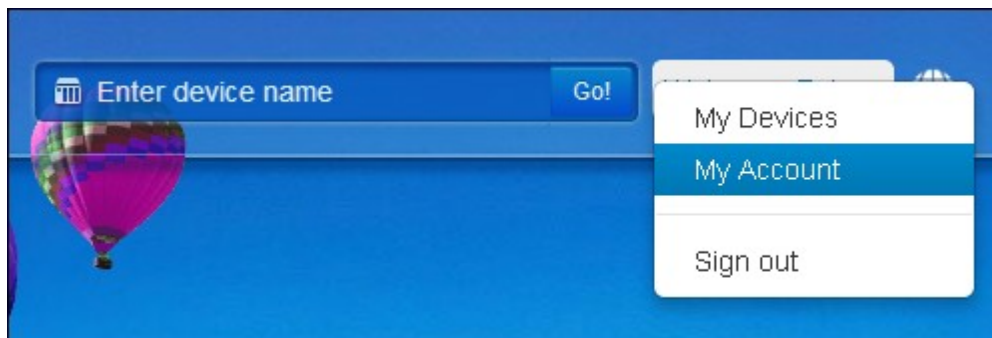 Enter device name
Go!
My Devices
My Account
Sign out